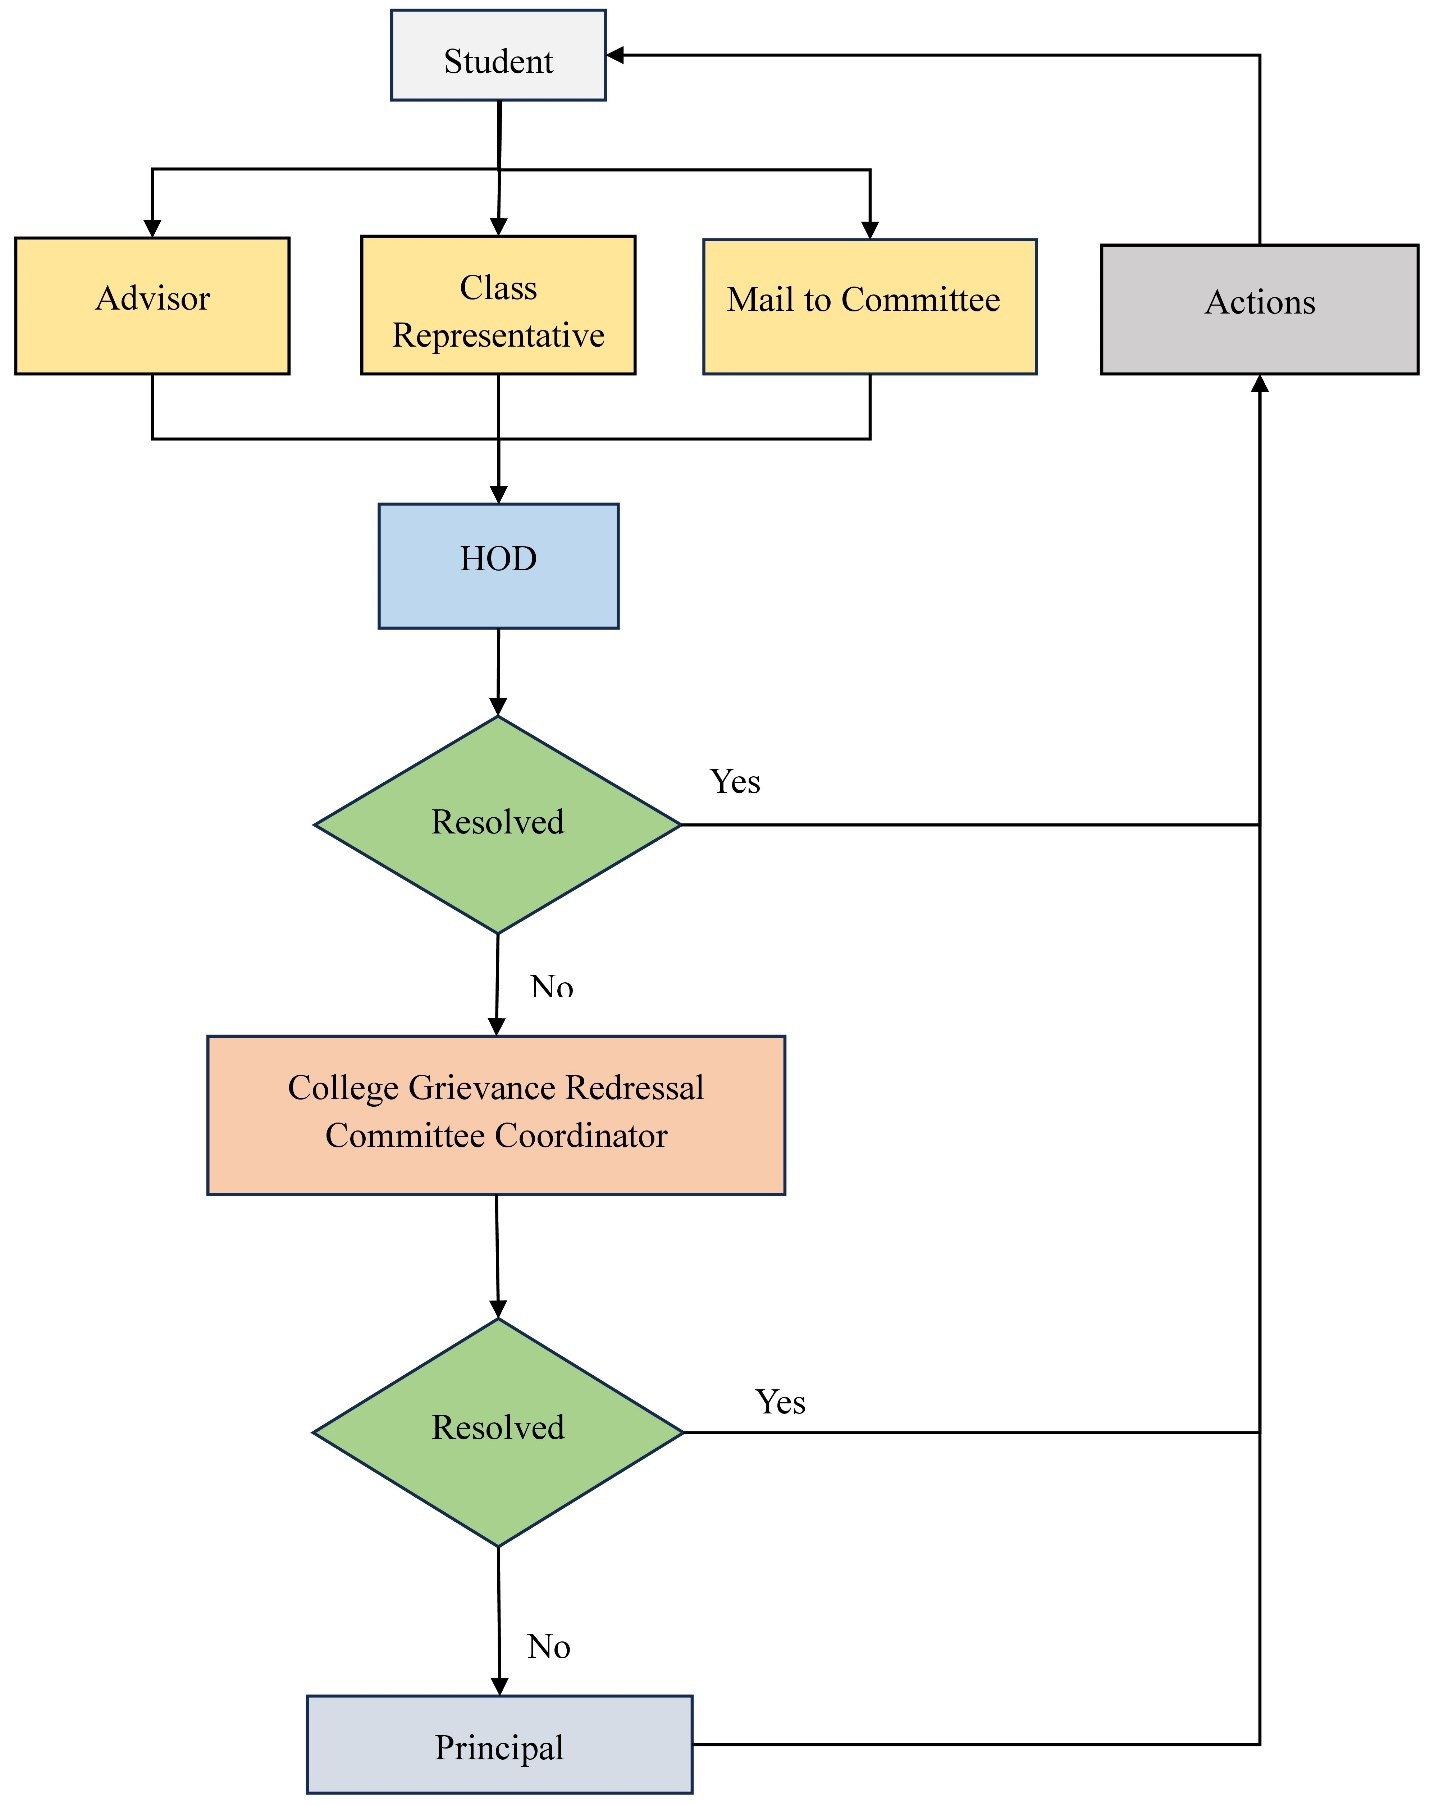 Student
Advisor
Class
Representative
Mail to Committee
Actions
HOD
Resolved
Yes
No
College Grievance Redressal
Committee Coordinator
Resolved
Yes
No
Principal